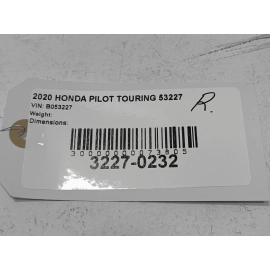 2020 HONDA PILOT TOURING 53227
VIN: B053227
Weight:
Dimensions:
R.
3000000073805
3227-0232